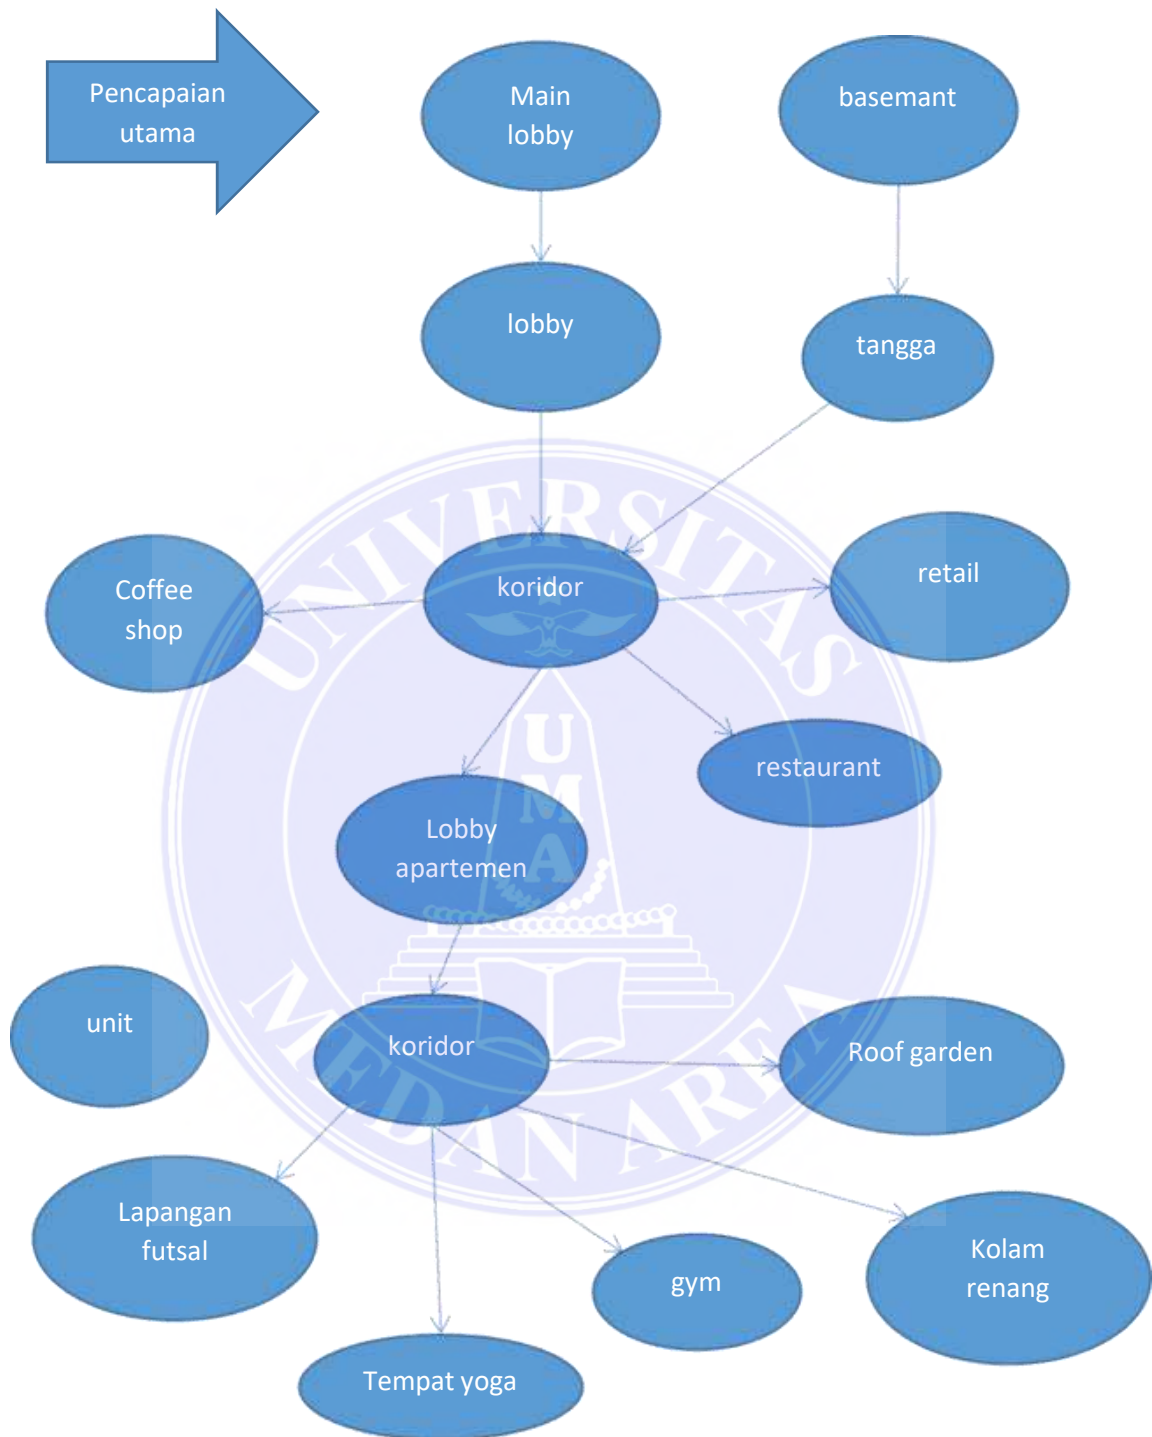 Pencapaian
utama
Main
lobby
basemant
lobby
tangga
UNIVERSITAS
Coffee
shop
koridor
retail
restaurant
UMA
Lobby
apartemen
unit
koridor
Roof garden
MEDAN AREA
Lapangan
futsal
gym
Kolam
renang
Tempat yoga